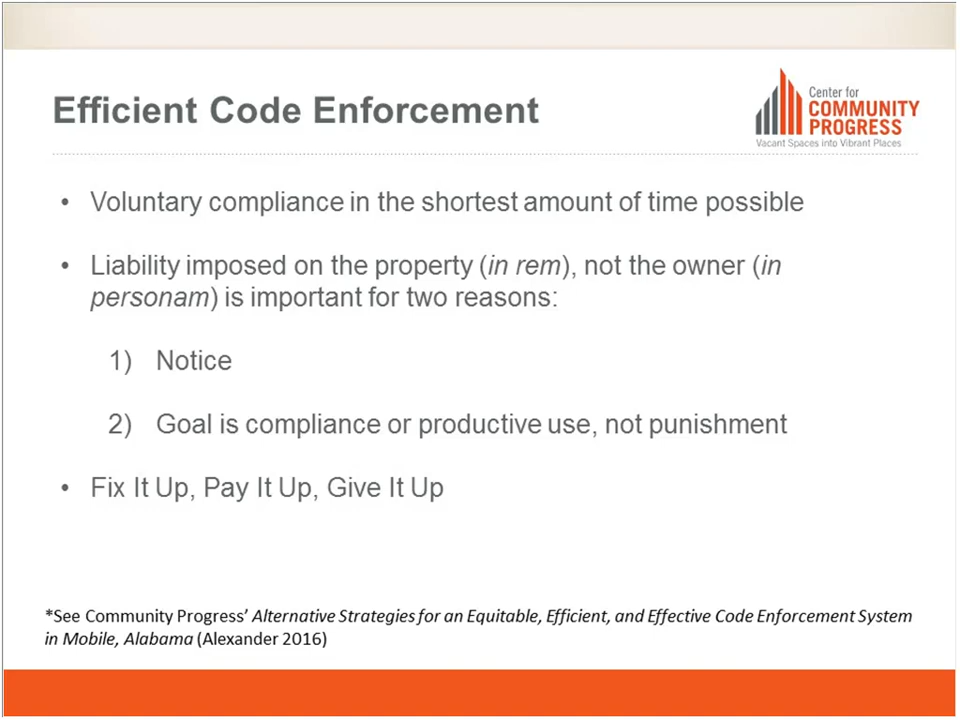 Efficient Code Enforcement
Center for
COMMUNITY
PROGRESS
Vacant Spaces into Vibrant Places
• Voluntary compliance in the shortest amount of time possible
• Liability imposed on the property (in rem), not the owner (in
personam) is important for two reasons:
1) Notice
2) Goal is compliance or productive use, not punishment
• Fix It Up, Pay It Up, Give It Up
*See Community Progress’ Alternative Strategies for an Equitable, Efficient, and Effective Code Enforcement System
in Mobile, Alabama (Alexander 2016)